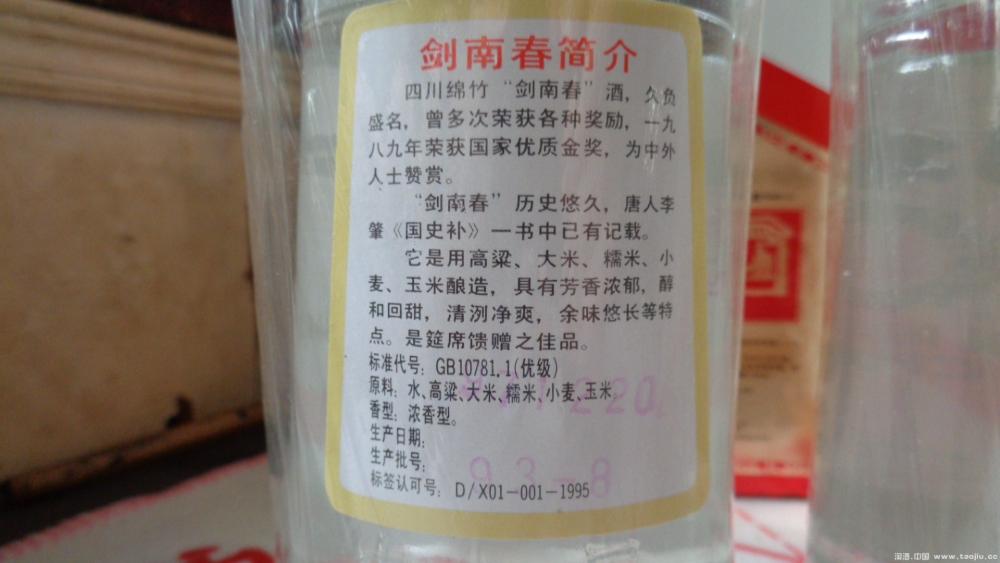 剑南春简介
四川绵竹“剑南春”酒，久负
盛名，曾多次荣获各种奖励，一九
八九年荣获国家优质金奖，为中外
人士赞赏。
“剑南春”历史悠久，唐人李
肇《国史补》一书中已有记载。
它是用高粱、大米、糯米、小
麦、玉米酿造，具有芳香浓郁，醇
和回甜，清洌净爽，余味悠长等特
点。是筵席馈赠之佳品。
标准代号：GB10781.1(优级)
原料：水、高粱、大米、糯米、小麦、玉米。
香型：浓香型。
220
生产日期：
生产批号：
93-8
标签认可号：D/X01-001-1995
淘酒.中国 www.taojiu.cc